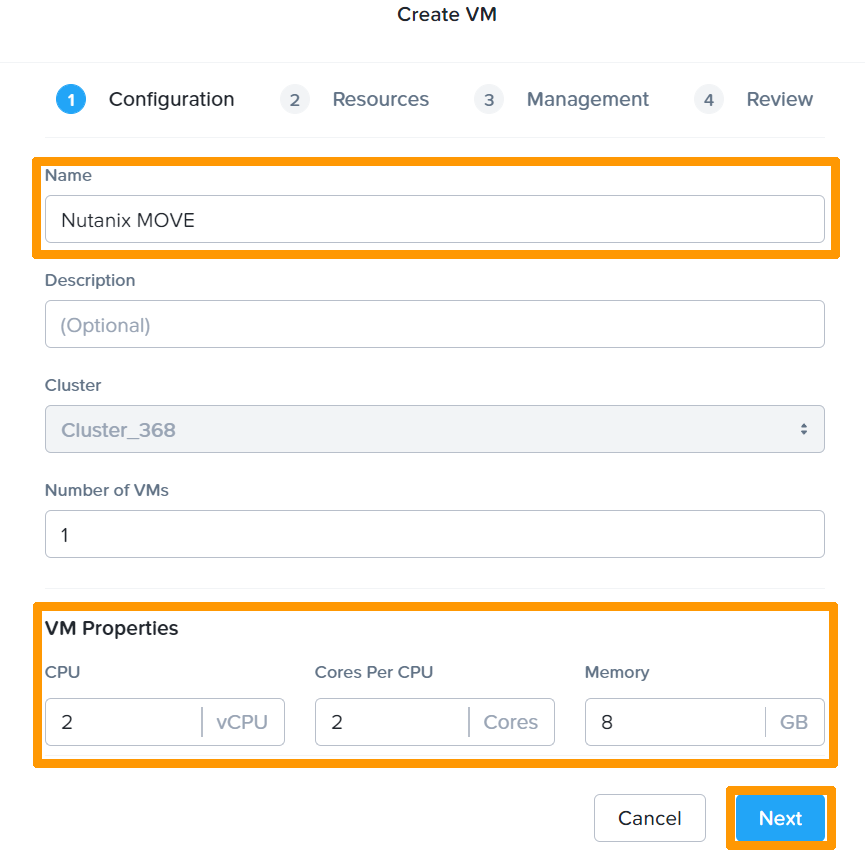 Create VM
1 Configuration 2 Resources 3 Management 4 Review
Name
Nutanix MOVE
Description
(Optional)
Cluster
Cluster_368
Number of VMs
1
VM Properties
CPU Cores Per CPU Memory
2 vCPU 2 Cores 8 GB
Cancel Next